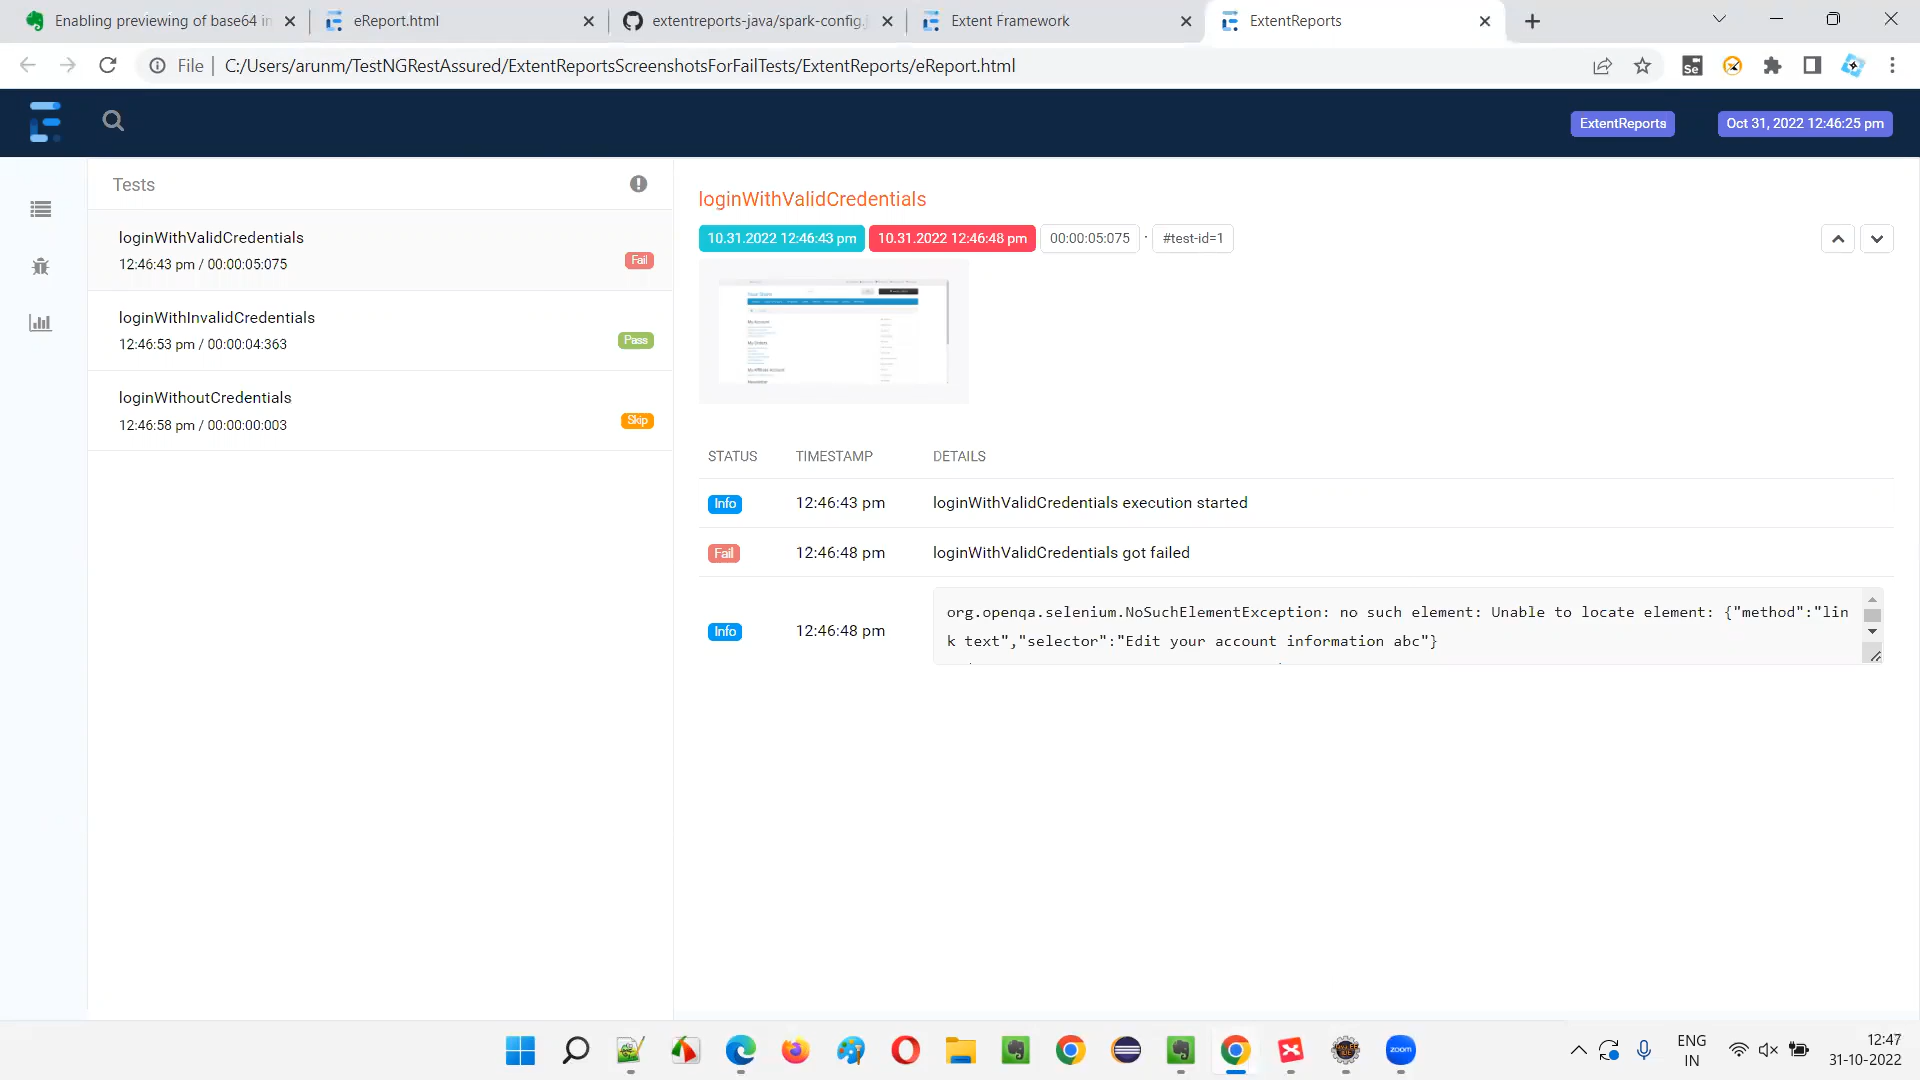 Enabling previewing of base64 in
eReport.html
extentreports-java/spark-config.
Extent Framework
ExtentReports
File
C:/Users/arunm/TestNGRestAssured/ExtentReportsScreenshotsForFailTests/ExtentReports/eReport.html
ExtentReports
Oct 31, 2022 12:46:25 pm
Tests
loginWithValidCredentials
12:46:43 pm / 00:00:05:075
Fail
loginWithInvalidCredentials
12:46:53 pm / 00:00:04:363
Pass
loginWithoutCredentials
12:46:58 pm / 00:00:00:003
Skip
loginWithValidCredentials
10.31.2022 12:46:43 pm
10.31.2022 12:46:48 pm
00:00:05:075
· #test-id=1
STATUS TIMESTAMP DETAILS
Info 12:46:43 pm loginWithValidCredentials execution started
Fail 12:46:48 pm loginWithValidCredentials got failed
Info 12:46:48 pm
org.openqa.selenium.NoSuchElementException: no such element: Unable to locate element: {"method":"lin
k text","selector":"Edit your account information abc"}
zoom
ENG
IN
12:47
31-10-2022